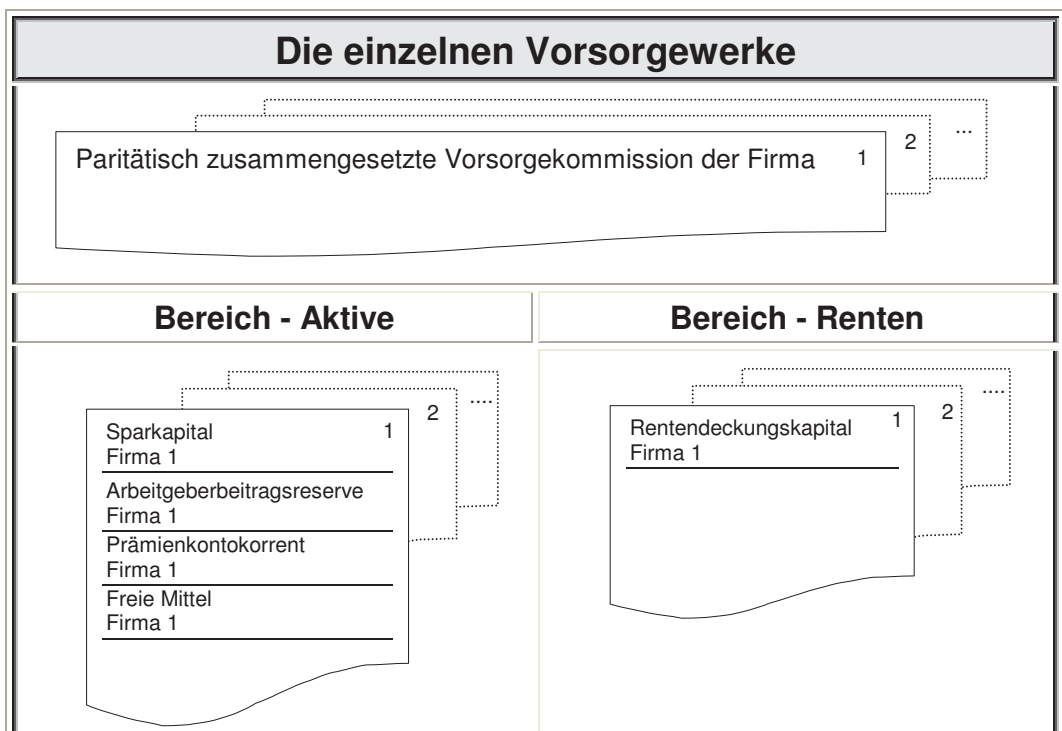 Die einzelnen Vorsorgewerke
...
2
Paritätisch zusammengesetzte Vorsorgekommission der Firma 1
Bereich - Aktive
....
2
Sparkapital 1
Firma 1
Arbeitgeberbeitragsreserve
Firma 1
Prämienkontokorrent
Firma 1
Freie Mittel
Firma 1
Bereich - Renten
....
2
Rentendeckungskapital 1
Firma 1